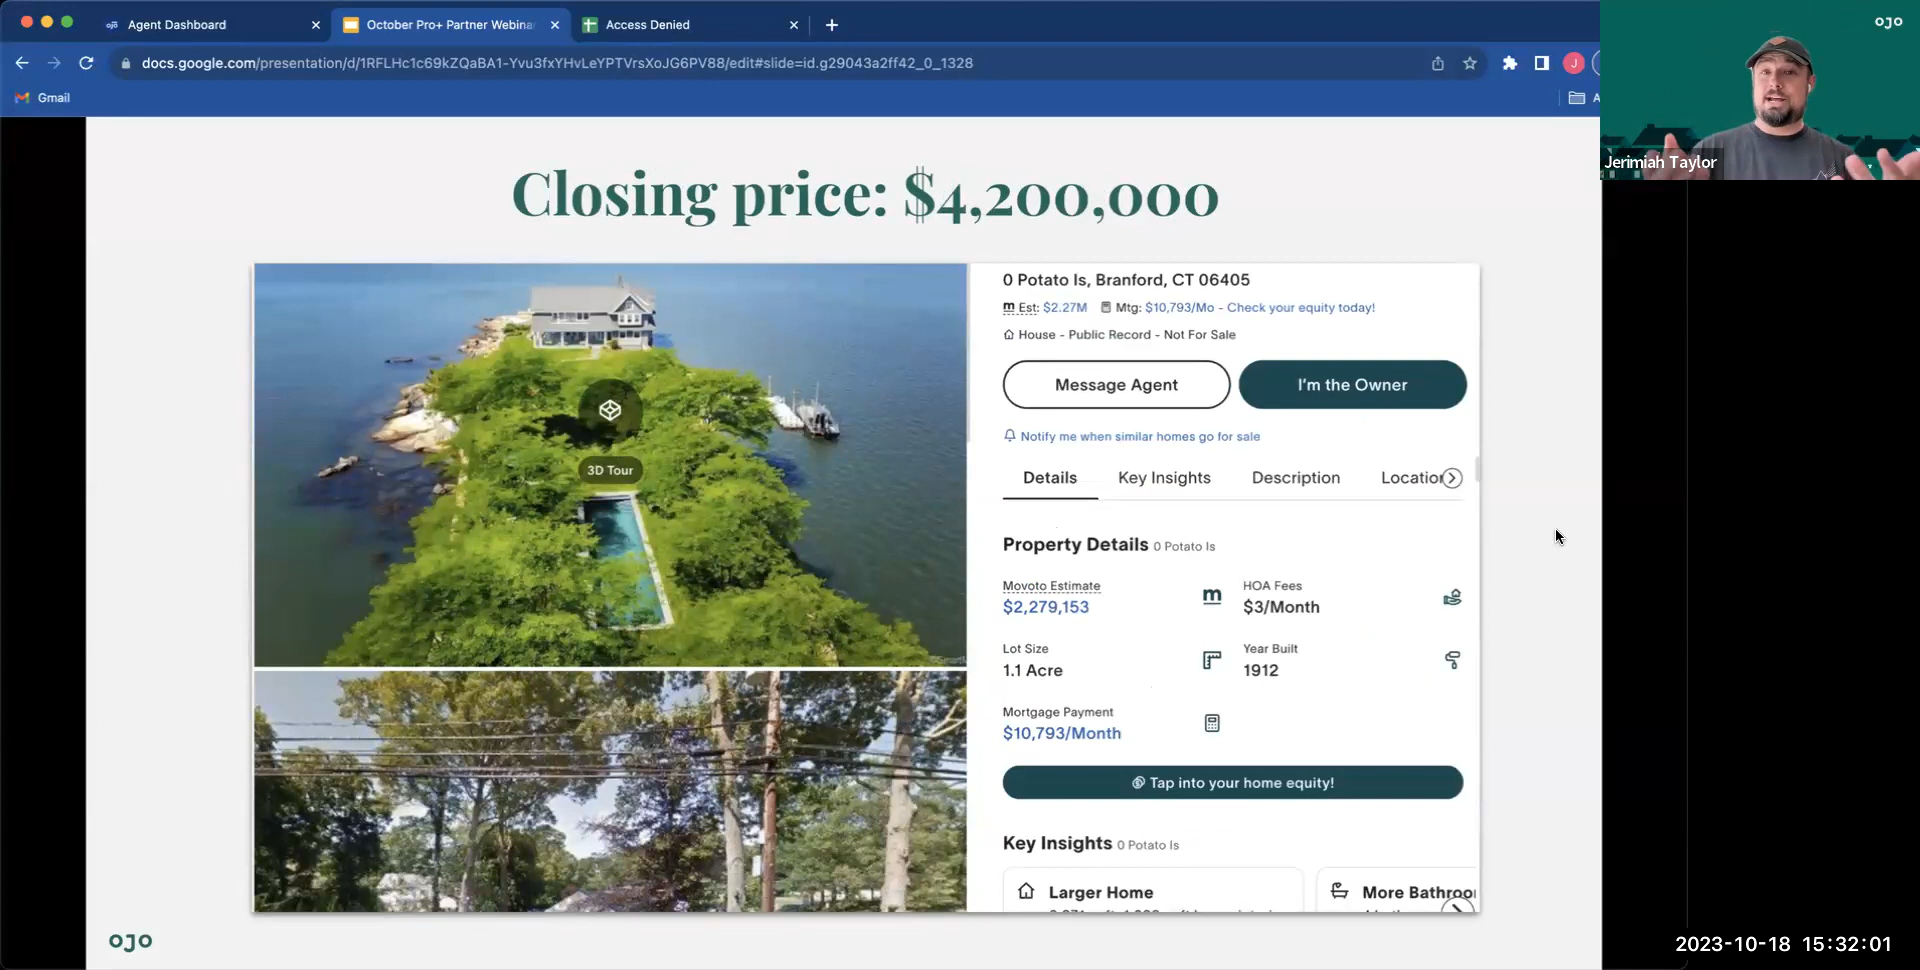 Agent Dashboard
October Pro+ Partner Webina
Access Denied
docs.google.com/presentation/d/1RFLHc1c69kZQaBA1-Yvu3fxYHvLeYPTVrsXoJG6PV88/edit#slide=id.g29043a2ff42_0_1328
J
Gmail
A
ojo
Jerimiah Taylor
Closing price: $4,200,000
3D Tour
0 Potato Is, Branford, CT 06405
m Est: $2.27M Mtg: $10,793/Mo - Check your equity today!
House - Public Record - Not For Sale
Message Agent I'm the Owner
Notify me when similar homes go for sale
Details Key Insights Description Location
Property Details 0 Potato Is
Movoto Estimate
$2,279,153
m
HOA Fees
$3/Month
Lot Size
1.1 Acre
Year Built
1912
Mortgage Payment
$10,793/Month
Tap into your home equity!
Key Insights 0 Potato Is
Larger Home
More Bathroo
ojo
2023-10-18 15:32:01